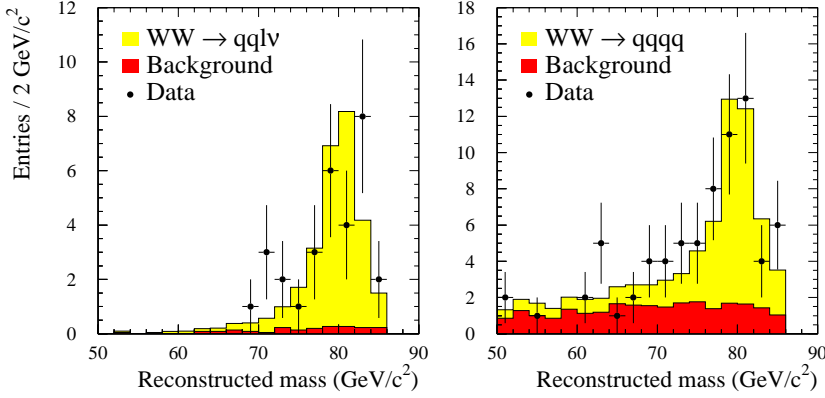 Entries / 2 GeV/c²
12
10
8
6
4
2
0
WW → qqlν
Background
Data
50 60 70 80 90
Reconstructed mass (GeV/c²)
18
16
14
12
10
8
6
4
2
0
WW → qqqq
Background
Data
50 60 70 80 90
Reconstructed mass (GeV/c²)